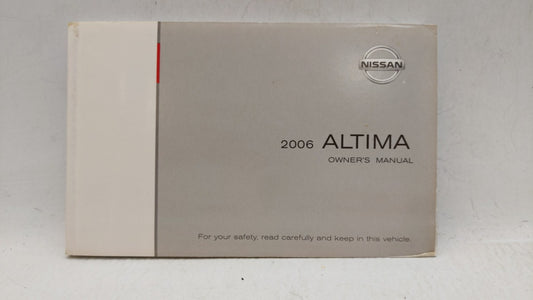 NISSAN
2006 ALTIMA
OWNER'S MANUAL
For your safety, read carefully and keep in this vehicle.